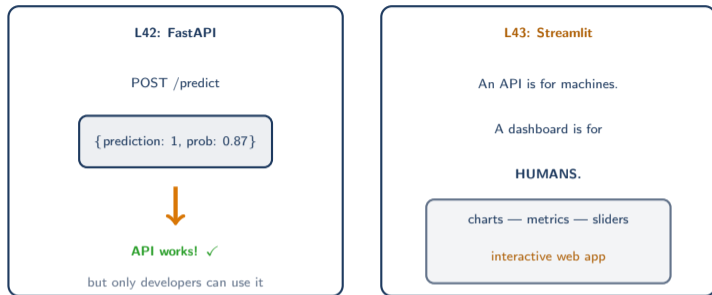 L42: FastAPI
POST /predict
{prediction: 1, prob: 0.87}
API works! ✓
but only developers can use it
L43: Streamlit
An API is for machines.
A dashboard is for
HUMANS.
charts — metrics — sliders
interactive web app